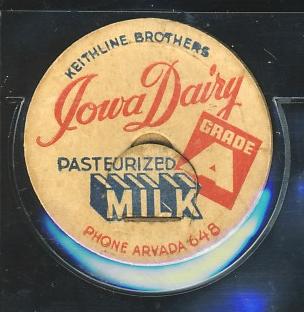 KEITHLINE BROTHERS
Iowa Dairy
GRADE
A
PASTEURIZED
MILK
PHONE ARVADA 648